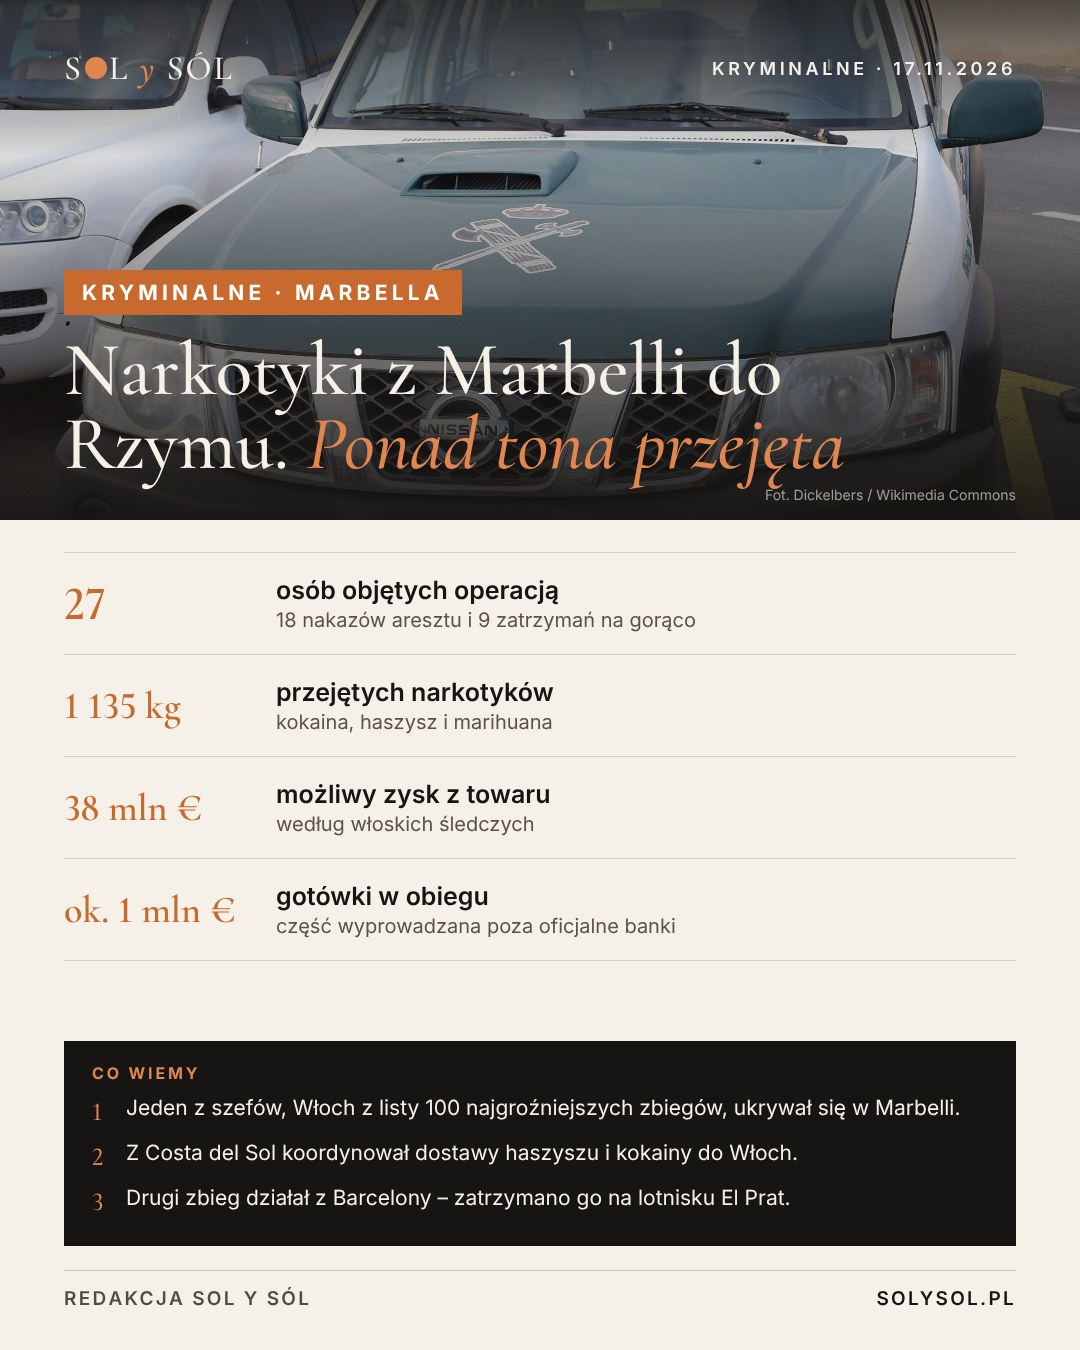 SOL y SÓL
KRYMINALNE · 17.11.2026
KRYMINALNE · MARBELLA
Narkotyki z Marbelli do
Rzymu. Ponad tona przejęta
NISSAN
Fot. Dickelbers / Wikimedia Commons
27
osób objętych operacją
18 nakazów aresztu i 9 zatrzymań na gorąco
1 135 kg
przejętych narkotyków
kokaina, haszysz i marihuana
38 mln €
możliwy zysk z towaru
według włoskich śledczych
ok. 1 mln €
gotówki w obiegu
część wyprowadzana poza oficjalne banki
CO WIEMY
1 Jeden z szefów, Włoch z listy 100 najgroźniejszych zbiegów, ukrywał się w Marbelli.
2 Z Costa del Sol koordynował dostawy haszyszu i kokainy do Włoch.
3 Drugi zbieg działał z Barcelony – zatrzymano go na lotnisku El Prat.
REDAKCJA SOL Y SÓL
SOLYSOL.PL